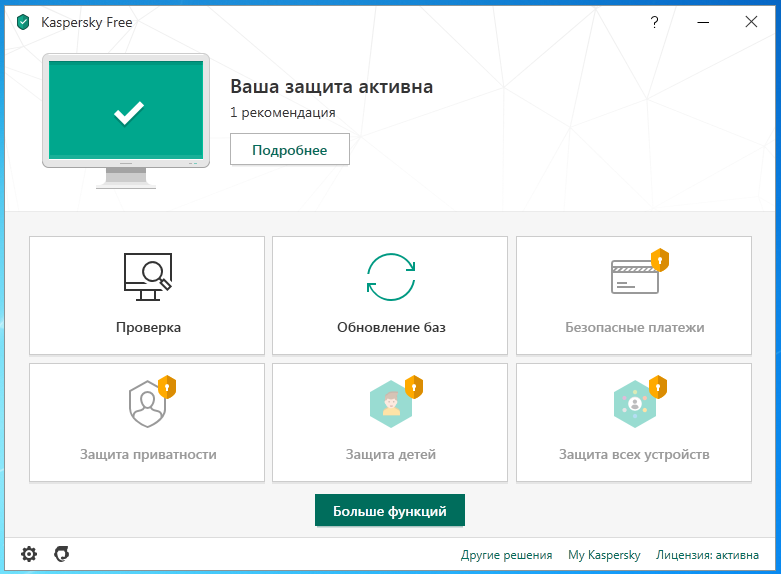 Kaspersky Free
?
Ваша защита активна
1 рекомендация
Подробнее
Проверка
Обновление баз
Безопасные платежи
Защита приватности
Защита детей
Защита всех устройств
Больше функций
Другие решения
My Kaspersky
Лицензия: активна